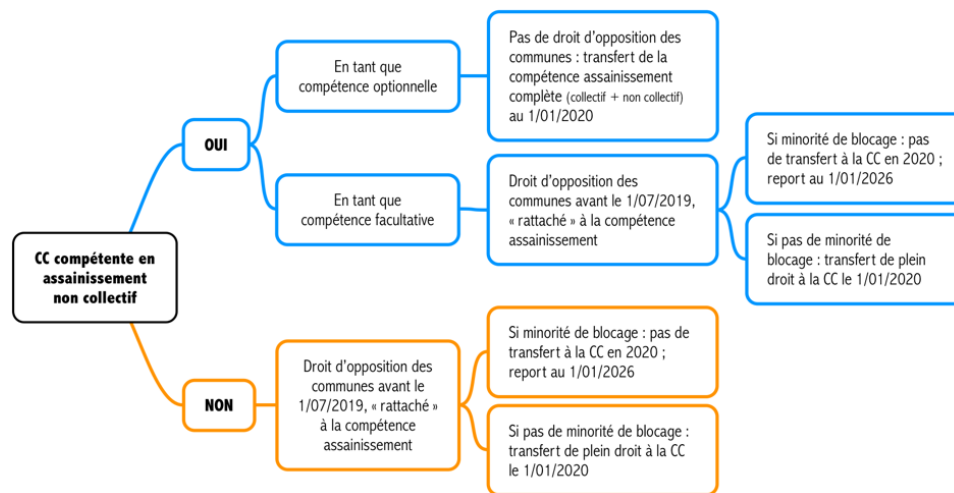 CC compétente en
assainissement
non collectif
OUI
En tant que
compétence optionnelle
Pas de droit d'opposition des
communes : transfert de la
compétence assainissement
complète (collectif + non collectif)
au 1/01/2020
En tant que
compétence facultative
Droit d'opposition des
communes avant le 1/07/2019,
« rattaché » à la compétence
assainissement
Si minorité de blocage : pas
de transfert à la CC en 2020 ;
report au 1/01/2026
Si pas de minorité de
blocage : transfert de plein
droit à la CC le 1/01/2020
NON
Droit d'opposition des
communes avant le
1/07/2019, « rattaché »
à la compétence
assainissement
Si minorité de blocage : pas de
transfert à la CC en 2020 ;
report au 1/01/2026
Si pas de minorité de blocage :
transfert de plein droit à la CC
le 1/01/2020